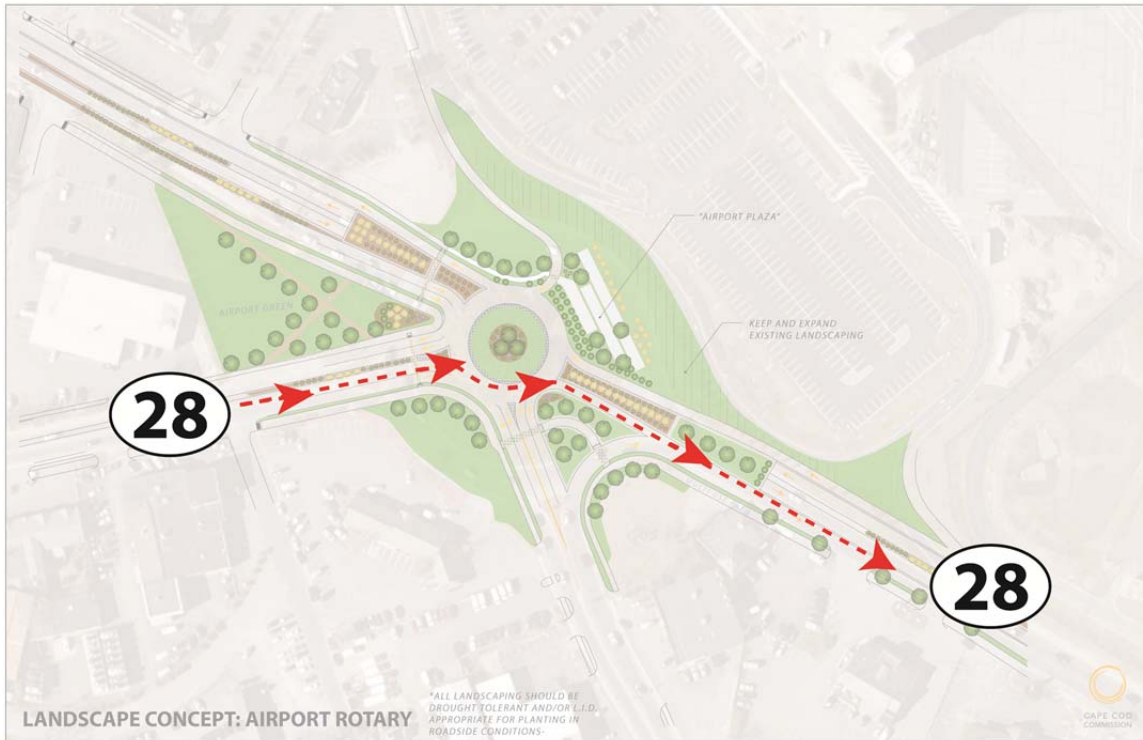 "AIRPORT PLAZA"
AIRPORT GREEN
KEEP AND EXPAND
EXISTING LANDSCAPING
28
28
LANDSCAPE CONCEPT: AIRPORT ROTARY
*ALL LANDSCAPING SHOULD BE
DROUGHT TOLERANT AND/OR L.I.D.
APPROPRIATE FOR PLANTING IN
ROADSIDE CONDITIONS-
CAPE COD
COMMISSION